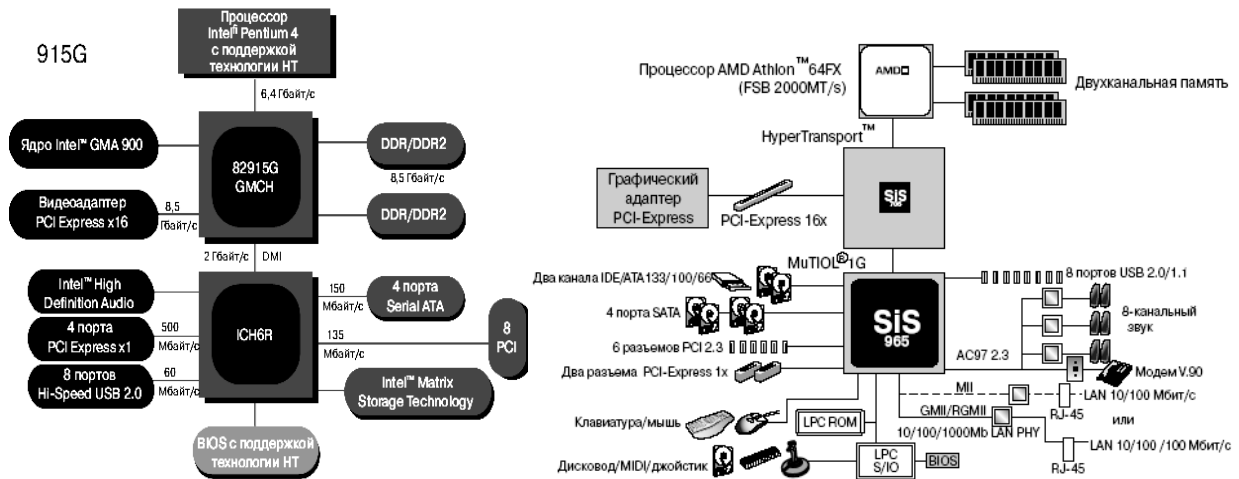 915G
Процессор
Intel® Pentium 4
с поддержкой
технологии HT
6,4 Гбайт/с
Ядро Intel™ GMA 900
82915G
GMCH
DDR/DDR2
8,5 Гбайт/с
Видеоадаптер
PCI Express x16
8,5
Гбайт/с
DDR/DDR2
2 Гбайт/с
DMI
Intel™ High
Definition Audio
ICH6R
150
Мбайт/с
4 порта
Serial ATA
4 порта
PCI Express x1
500
Мбайт/с
135
Мбайт/с
8
PCI
8 портов
Hi-Speed USB 2.0
60
Мбайт/с
Intel™ Matrix
Storage Technology
BIOS с поддержкой
технологии HT
Процессор AMD Athlon™64FX
(FSB 2000MT/s)
AMD
Двухканальная память
HyperTransport™
Графический
адаптер
PCI-Express
PCI-Express 16x
SiS
MuTIOL® 1G
Два канала IDE/ATA133/100/66
8 портов USB 2.0/1.1
4 порта SATA
SiS
965
8-канальный
звук
6 разъемов PCI 2.3
AC97 2.3
Два разъема PCI-Express 1x
Модем V.90
MII
LAN 10/100 Мбит/с
RJ-45
или
Клавиатура/мышь
LPC ROM
GMII/RGMII
10/100/1000Mb LAN PHY
LAN 10/100 /100 Мбит/с
RJ-45
Дисковод/MIDI/джойстик
LPC
S/IO
BIOS